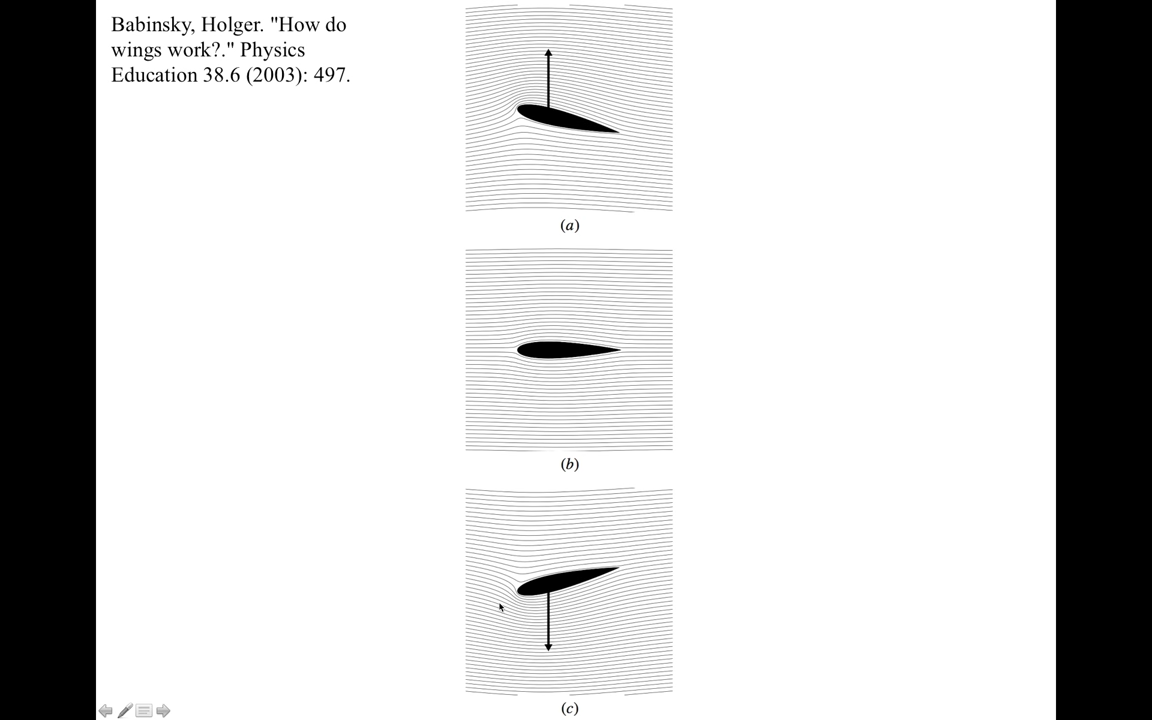 Babinsky, Holger. "How do
wings work?." Physics
Education 38.6 (2003): 497.
(a)
(b)
(c)